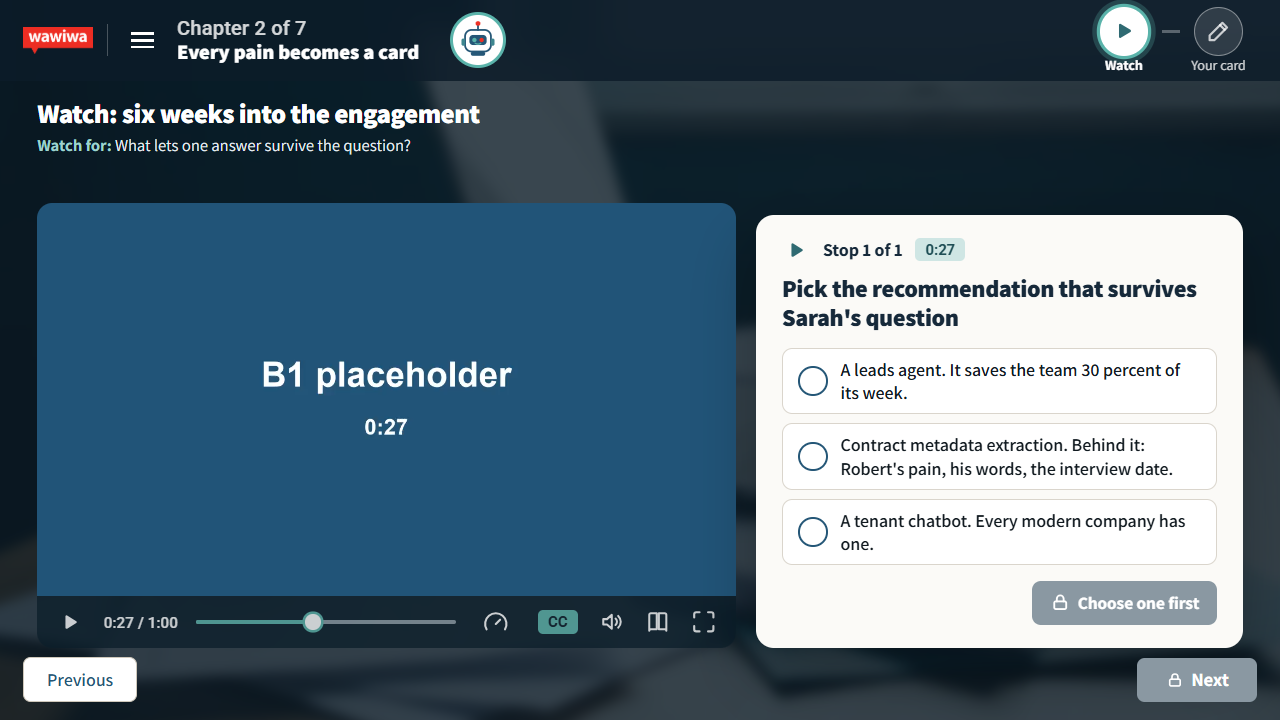 wawiwa
Chapter 2 of 7
Every pain becomes a card
Watch
Your card
Watch: six weeks into the engagement
Watch for: What lets one answer survive the question?
B1 placeholder
0:27
0:27 / 1:00
CC
Stop 1 of 1
0:27
Pick the recommendation that survives
Sarah's question
A leads agent. It saves the team 30 percent of
its week.
Contract metadata extraction. Behind it:
Robert's pain, his words, the interview date.
A tenant chatbot. Every modern company has
one.
Choose one first
Previous
Next